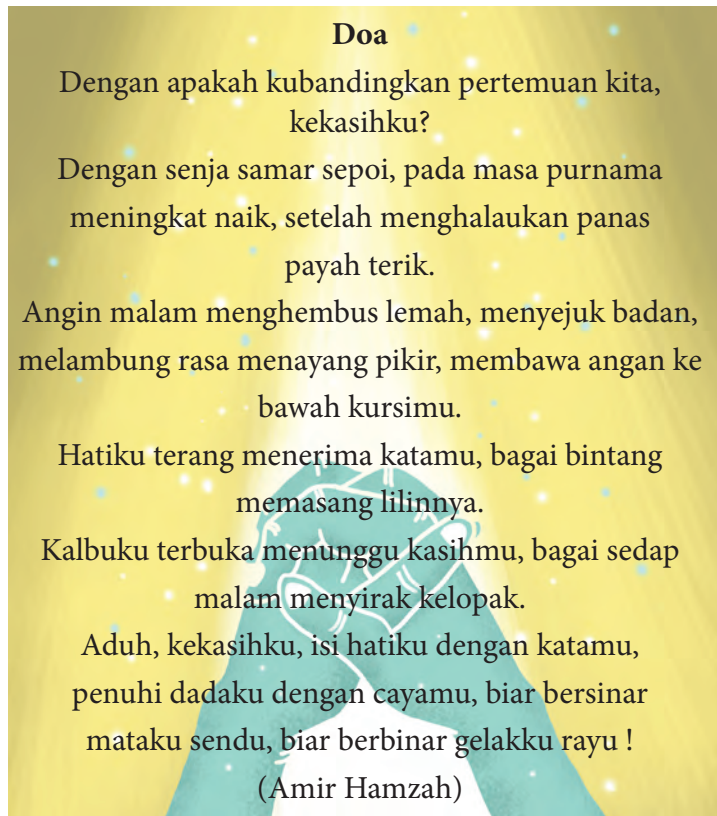 Doa
Dengan apakah kubandingkan pertemuan kita,
kekasihku?
Dengan senja samar sepoi, pada masa purnama
meningkat naik, setelah menghalaukan panas
payah terik.
Angin malam menghembus lemah, menyejuk badan,
melambung rasa menayang pikir, membawa angan ke
bawah kursimu.
Hatiku terang menerima katamu, bagai bintang
memasang lilinnya.
Kalbuku terbuka menunggu kasihmu, bagai sedap
malam menyirak kelopak.
Aduh, kekasihku, isi hatiku dengan katamu,
penuhi dadaku dengan cayamu, biar bersinar
mataku sendu, biar berbinar gelakku rayu !
(Amir Hamzah)